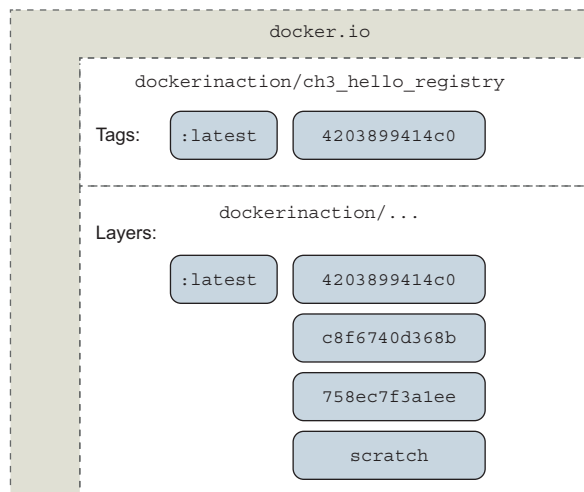 docker.io
dockerinaction/ch3_hello_registry
Tags: :latest 4203899414c0
dockerinaction/...
Layers:
:latest 4203899414c0
c8f6740d368b
758ec7f3a1ee
scratch